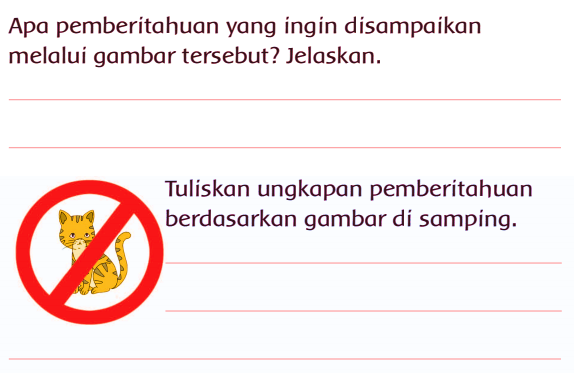 Apa pemberitahuan yang ingin disampaikan
melalui gambar tersebut? Jelaskan.
Tuliskan ungkapan pemberitahuan
berdasarkan gambar di samping.